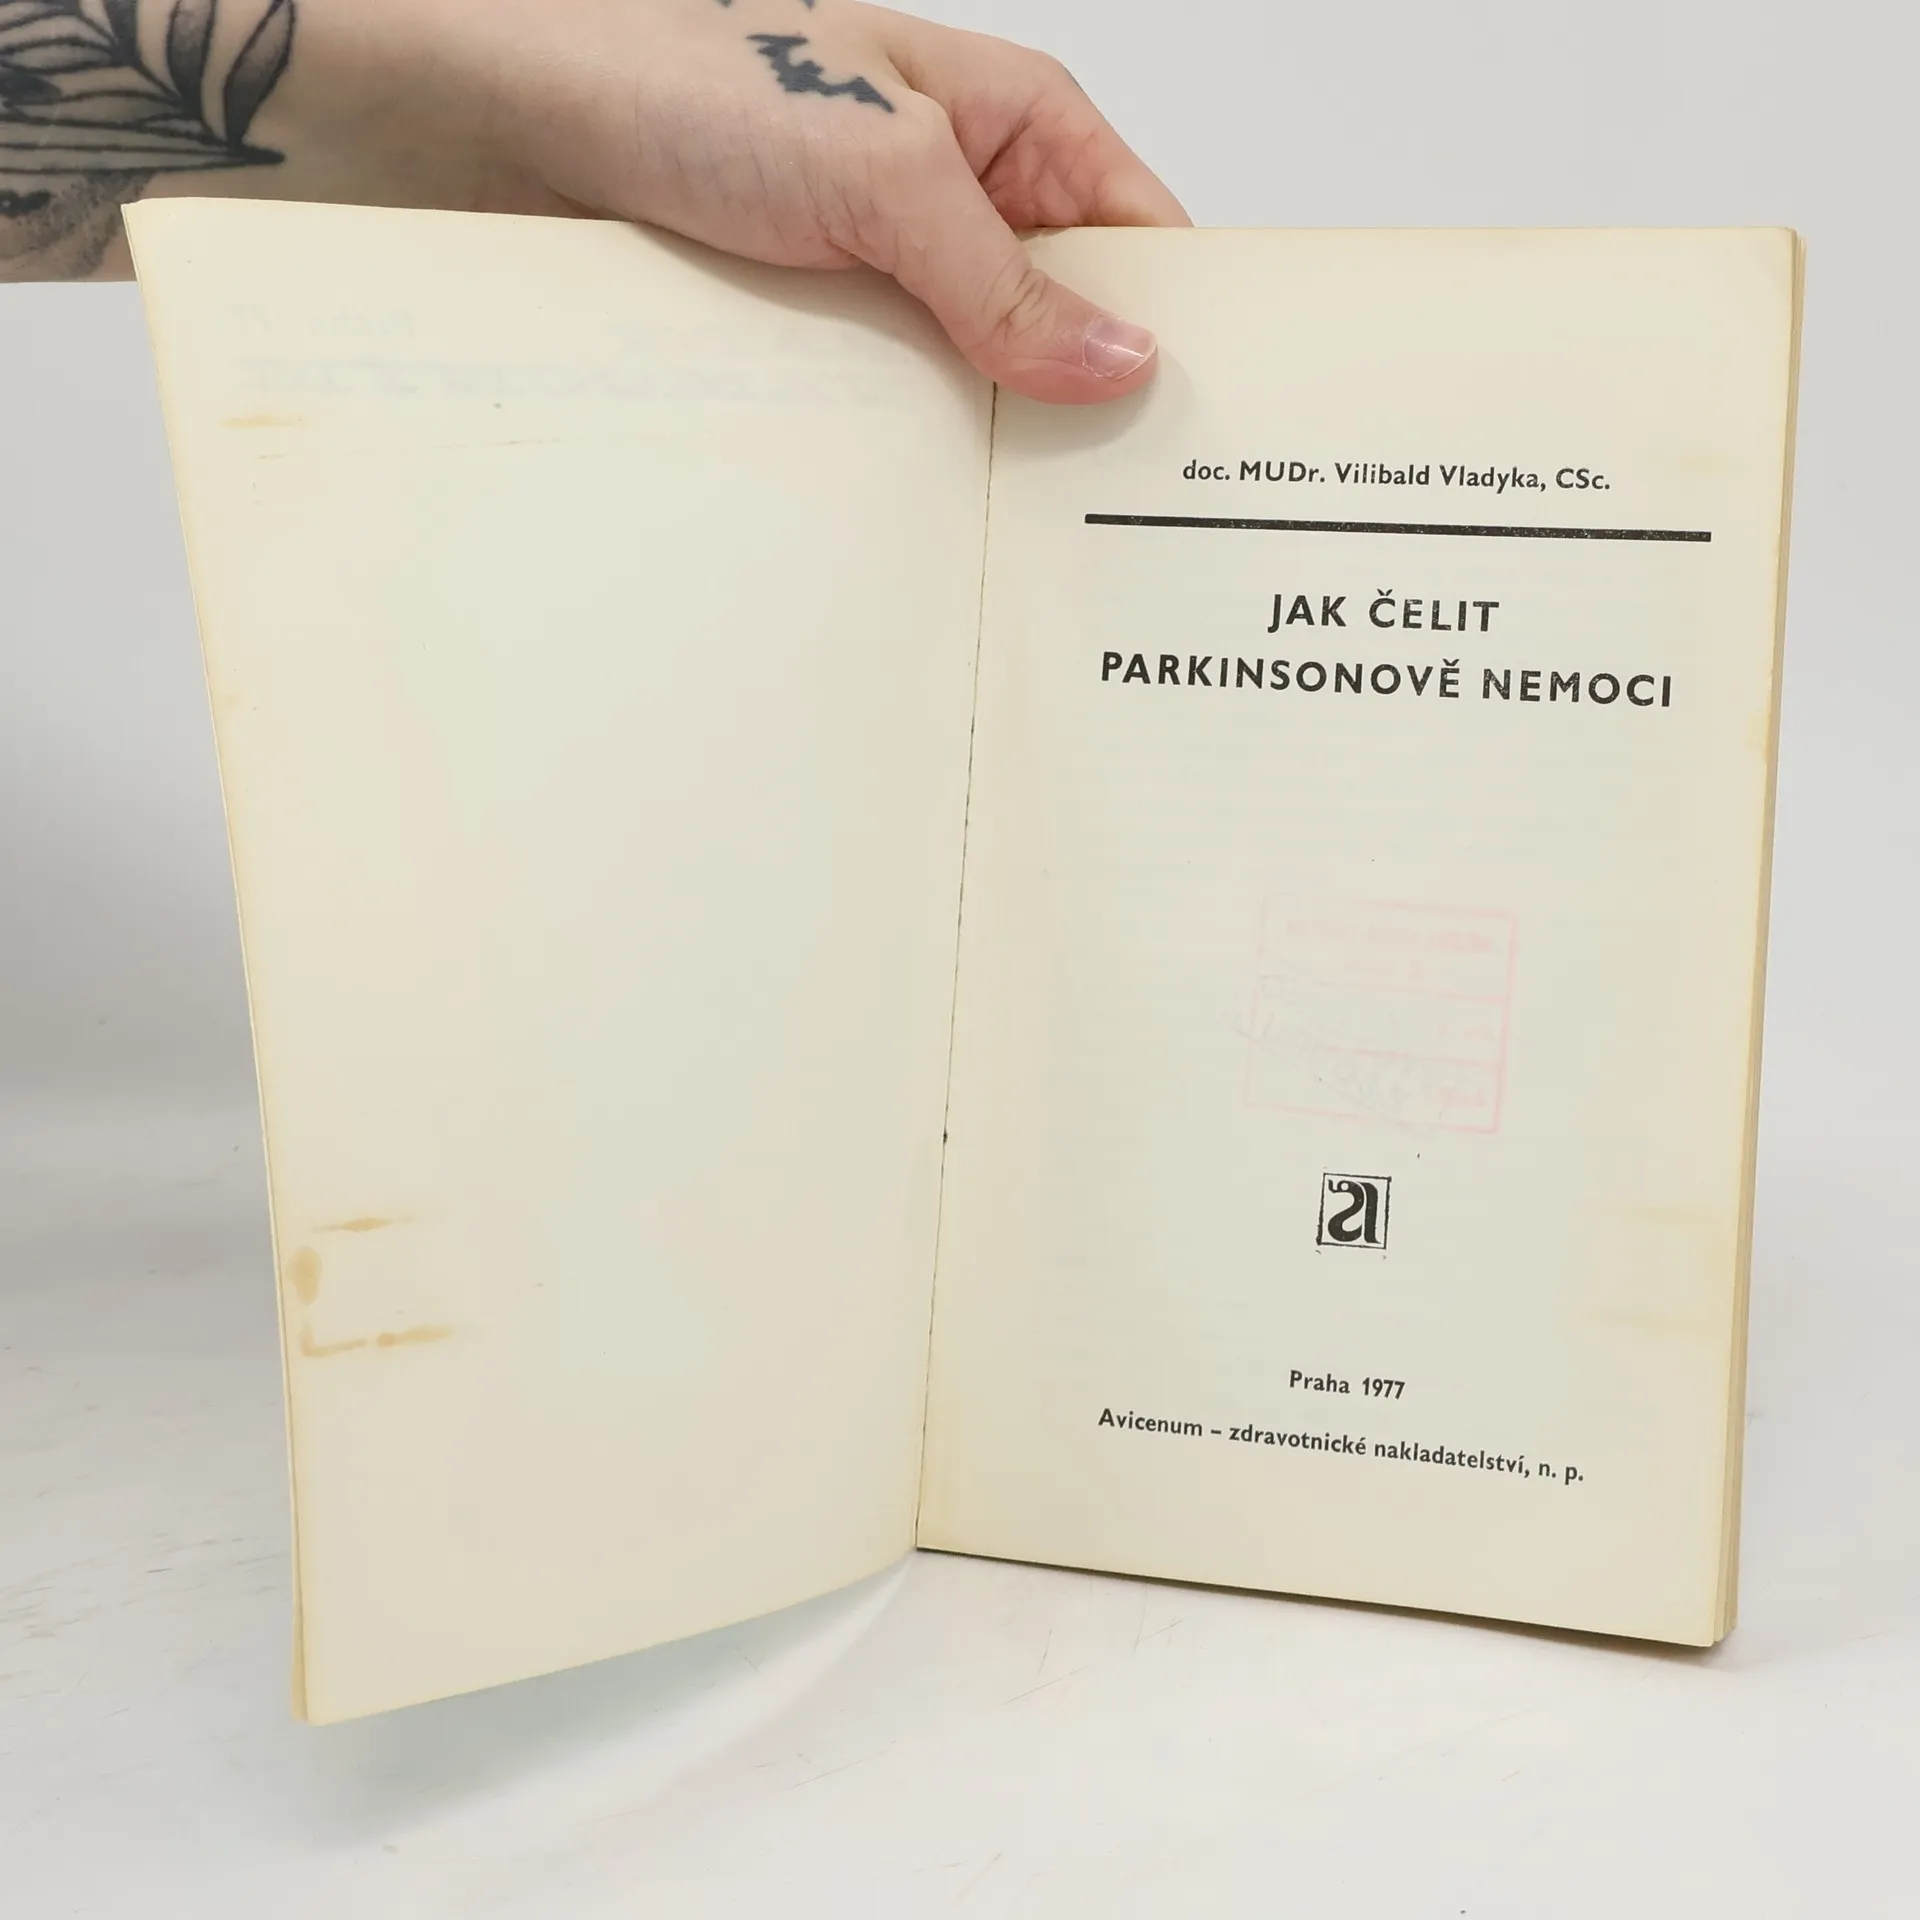 doc. MUDr. Vilibald Vladyka, CSc.
JAK ČELIT
PARKINSONOVĚ NEMOCI
Praha 1977
Avicenum – zdravotnické nakladatelství, n. p.